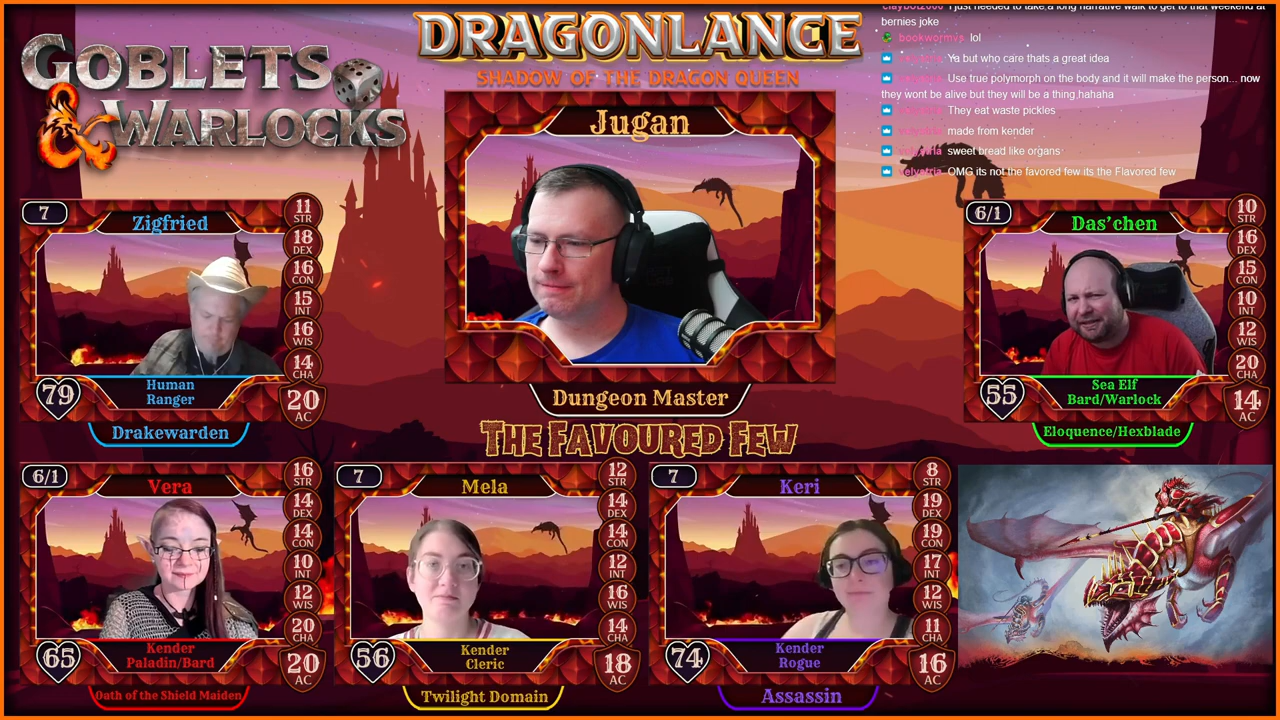 GOBLETS
& WARLOCKS
DRAGONLANCE
SHADOW OF THE DRAGON QUEEN
Jugan
Dungeon Master
I just needed to take a long narrative walk to get to that weekend at
bernies joke
bookworm lol
Ya but who care thats a great idea
Use true polymorph on the body and it will make the person... now
they wont be alive but they will be a thing,hahaha
They eat waste pickles
made from kender
sweet bread like organs
OMG its not the favored few its the Flavored few
7
Zigfried
11
STR
18
DEX
16
CON
15
INT
16
WIS
14
CHA
79
Human
Ranger
20
AC
Drakewarden
6/1
Das'chen
10
STR
16
DEX
15
CON
10
INT
12
WIS
20
CHA
55
Sea Elf
Bard/Warlock
14
AC
Eloquence/Hexblade
THE FAVOURED FEW
6/1
Vera
16
STR
14
DEX
14
CON
10
INT
12
WIS
20
CHA
65
Kender
Paladin/Bard
20
AC
Oath of the Shield Maiden
7
Mela
12
STR
14
DEX
14
CON
12
INT
16
WIS
14
CHA
56
Kender
Cleric
18
AC
Twilight Domain
7
Keri
8
STR
19
DEX
19
CON
17
INT
12
WIS
11
CHA
74
Kender
Rogue
16
AC
Assassin